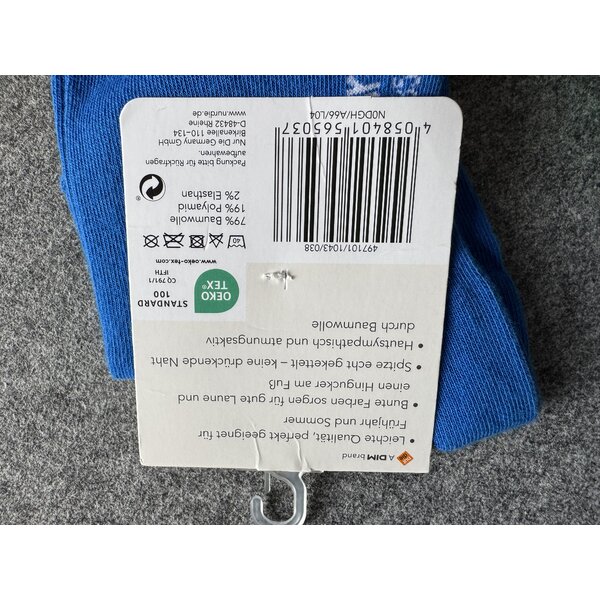 A DIM brand
• Leichte Qualität, perfekt geeignet für
Frühjahr und Sommer
• Bunte Farben sorgen für gute Laune und
einen Hingucker am Fuß
• Spitze echt gekettelt – keine drückende Naht
• Hautsympathisch und atmungsaktiv
durch Baumwolle
OEKO
TEX®
STANDARD
100
CQ 791/1
IFTH
www.oeko-tex.com
40
79% Baumwolle
19% Polyamid
2% Elasthan
Packung bitte für Rückfragen
aufbewahren.
Nur Die Germany GmbH
Birkenallee 110-134
D-48432 Rheine
www.nurdie.de
497101/1043/038
4 058401 565037
N0DGH/A66/L04